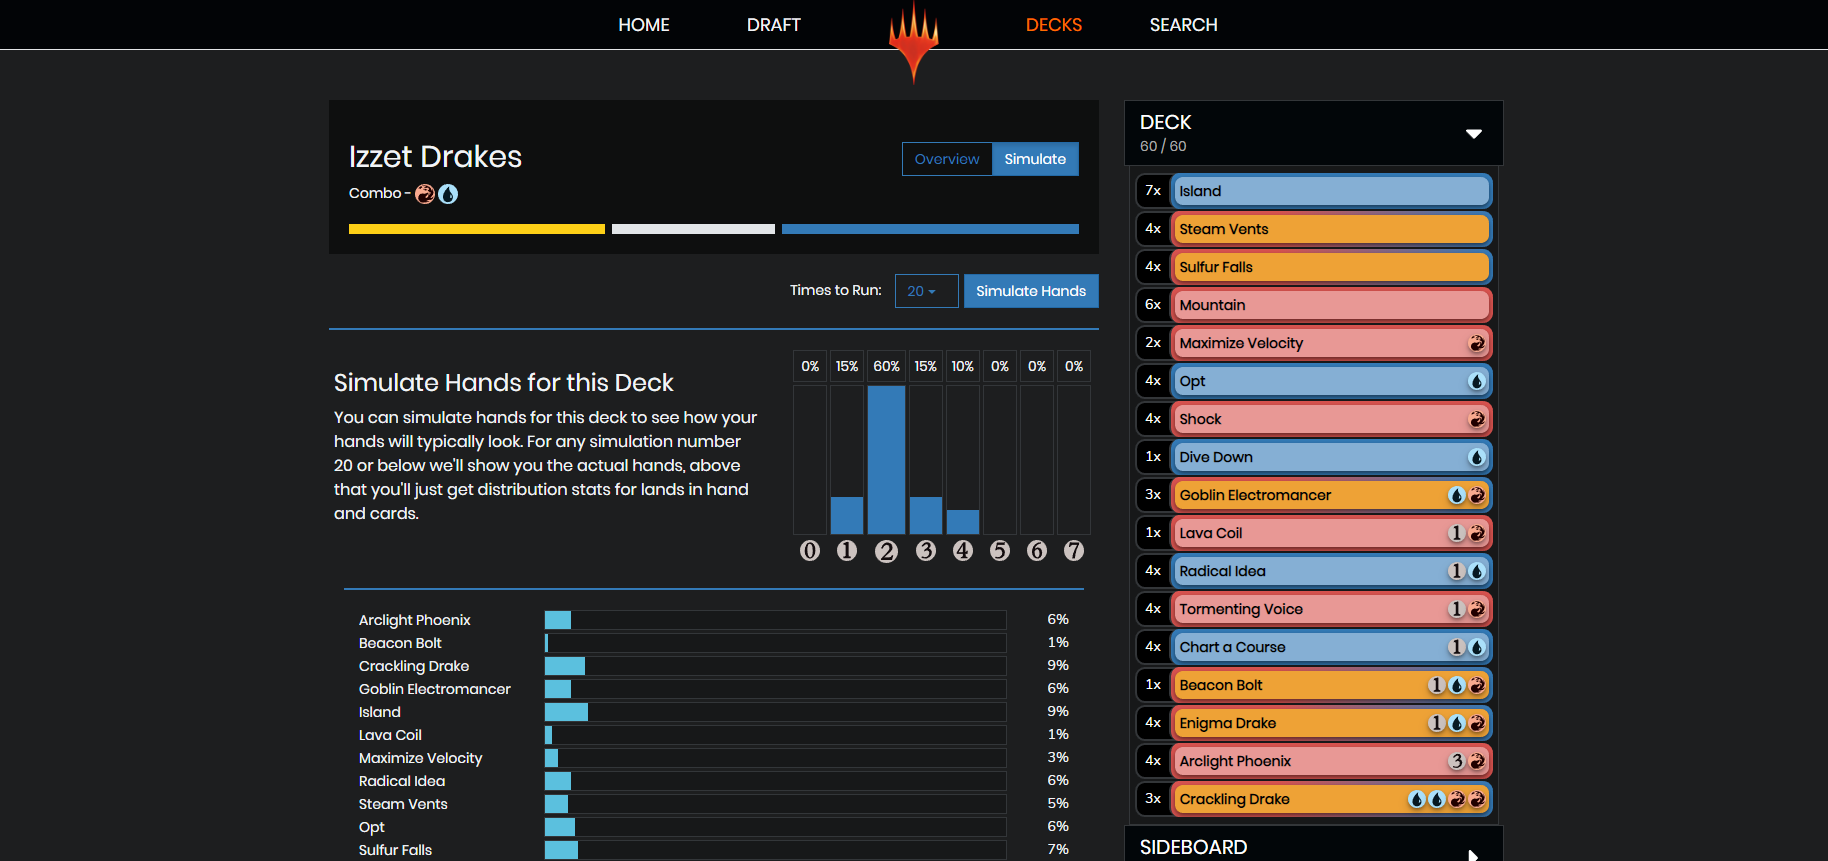 HOME
DRAFT
DECKS
SEARCH
Izzet Drakes
Combo -
Overview
Simulate
Times to Run:
20
Simulate Hands
Simulate Hands for this Deck
You can simulate hands for this deck to see how your
hands will typically look. For any simulation number
20 or below we'll show you the actual hands, above
that you'll just get distribution stats for lands in hand
and cards.
0% 15% 60% 15% 10% 0% 0% 0%
0 1 2 3 4 5 6 7
Arclight Phoenix 6%
Beacon Bolt 1%
Crackling Drake 9%
Goblin Electromancer 6%
Island 9%
Lava Coil 1%
Maximize Velocity 3%
Radical Idea 6%
Steam Vents 5%
Opt 6%
Sulfur Falls 7%
DECK
60 / 60
7x Island
4x Steam Vents
4x Sulfur Falls
6x Mountain
2x Maximize Velocity
4x Opt
4x Shock
1x Dive Down
3x Goblin Electromancer
1x Lava Coil 1
4x Radical Idea 1
4x Tormenting Voice 1
4x Chart a Course 1
1x Beacon Bolt 1
4x Enigma Drake 1
4x Arclight Phoenix 3
3x Crackling Drake
SIDEBOARD